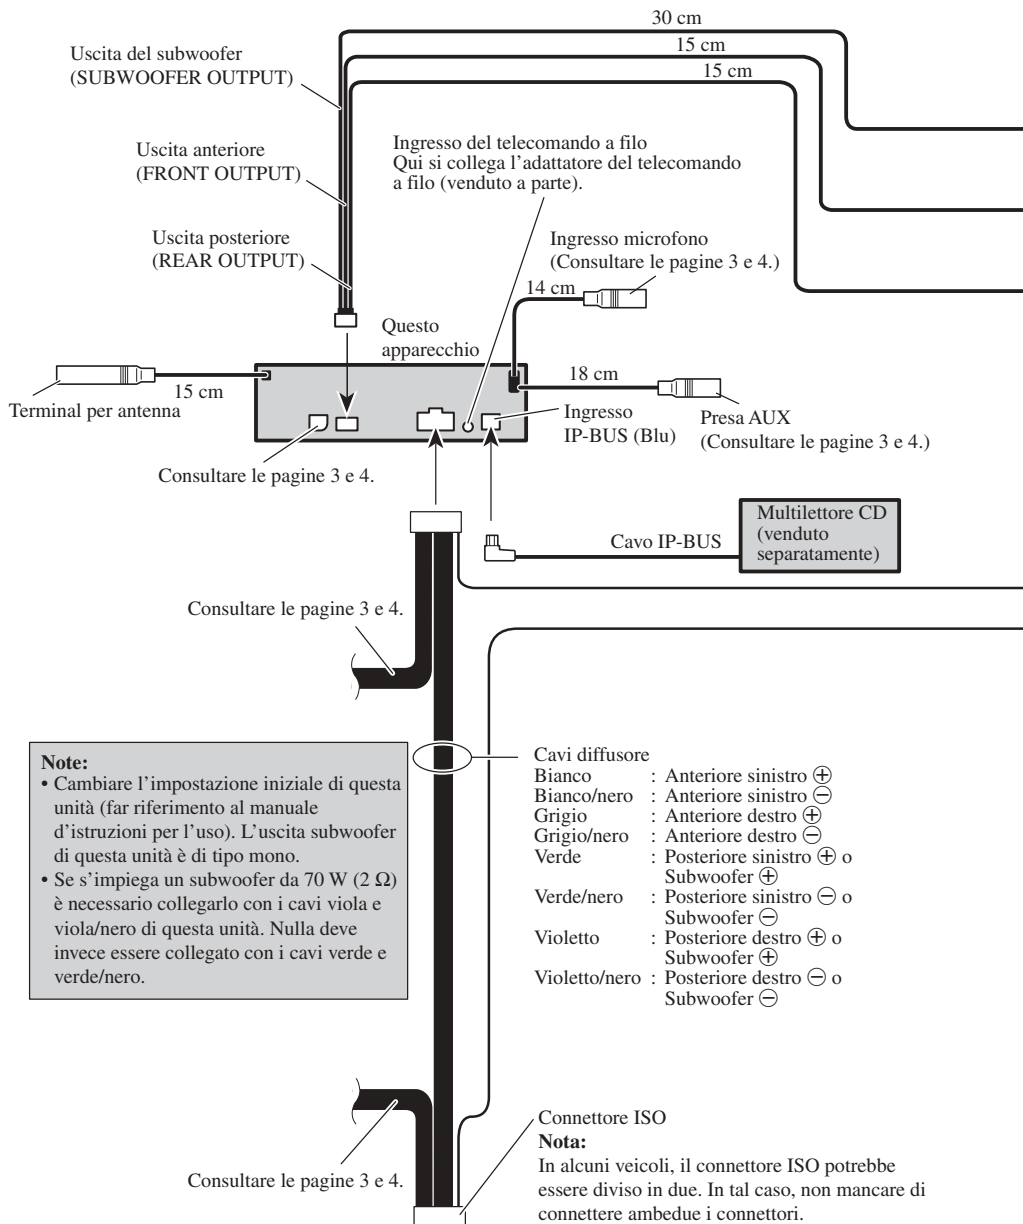 30 cm
15 cm
15 cm
Uscita del subwoofer
(SUBWOOFER OUTPUT)
Uscita anteriore
(FRONT OUTPUT)
Uscita posteriore
(REAR OUTPUT)
Ingresso del telecomando a filo
Qui si collega l’adattatore del telecomando
a filo (venduto a parte).
Ingresso microfono
(Consultare le pagine 3 e 4.)
14 cm
Questo
apparecchio
15 cm
Terminal per antenna
18 cm
Presa AUX
(Consultare le pagine 3 e 4.)
Ingresso
IP-BUS (Blu)
Consultare le pagine 3 e 4.
Cavo IP-BUS
Multilettore CD
(venduto
separatamente)
Consultare le pagine 3 e 4.
Note:
• Cambiare l’impostazione iniziale di questa
unità (far riferimento al manuale
d’istruzioni per l’uso). L’uscita subwoofer
di questa unità è di tipo mono.
• Se s’impiega un subwoofer da 70 W (2 Ω)
è necessario collegarlo con i cavi viola e
viola/nero di questa unità. Nulla deve
invece essere collegato con i cavi verde e
verde/nero.
Cavi diffusore
Bianco : Anteriore sinistro ⊕
Bianco/nero : Anteriore sinistro ⊖
Grigio : Anteriore destro ⊕
Grigio/nero : Anteriore destro ⊖
Verde : Posteriore sinistro ⊕ o
Subwoofer ⊕
Verde/nero : Posteriore sinistro ⊖ o
Subwoofer ⊖
Violetto : Posteriore destro ⊕ o
Subwoofer ⊕
Violetto/nero : Posteriore destro ⊖ o
Subwoofer ⊖
Consultare le pagine 3 e 4.
Connettore ISO
Nota:
In alcuni veicoli, il connettore ISO potrebbe
essere diviso in due. In tal caso, non mancare di
connettere ambedue i connettori.